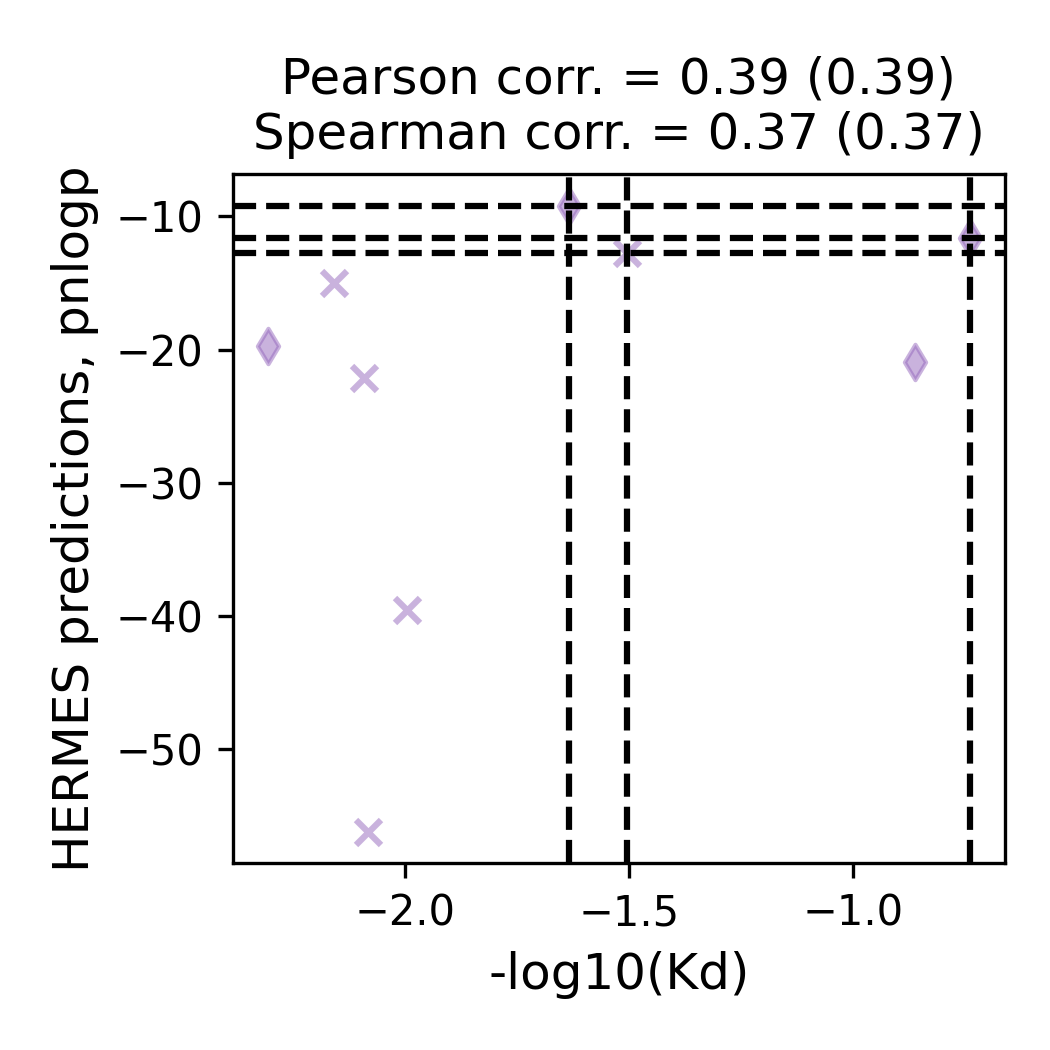 Pearson corr. = 0.39 (0.39)
Spearman corr. = 0.37 (0.37)
HERMES predictions, pnlogp
−10
−20
−30
−40
−50
−2.0
−1.5
−1.0
-log10(Kd)